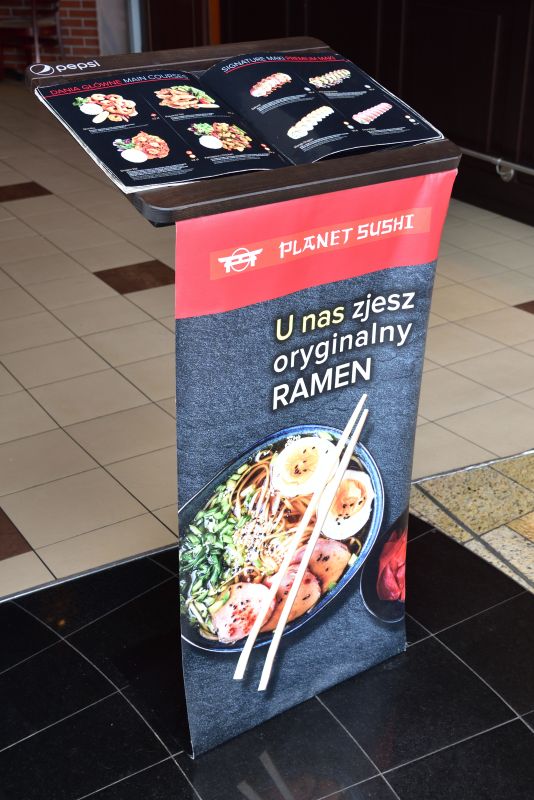 pepsi
DANIA GŁÓWNE MAIN COURSES
SIGNATURE MAKI PREMIUM MAKI
PLANET SUSHI
U nas zjesz
oryginalny
RAMEN